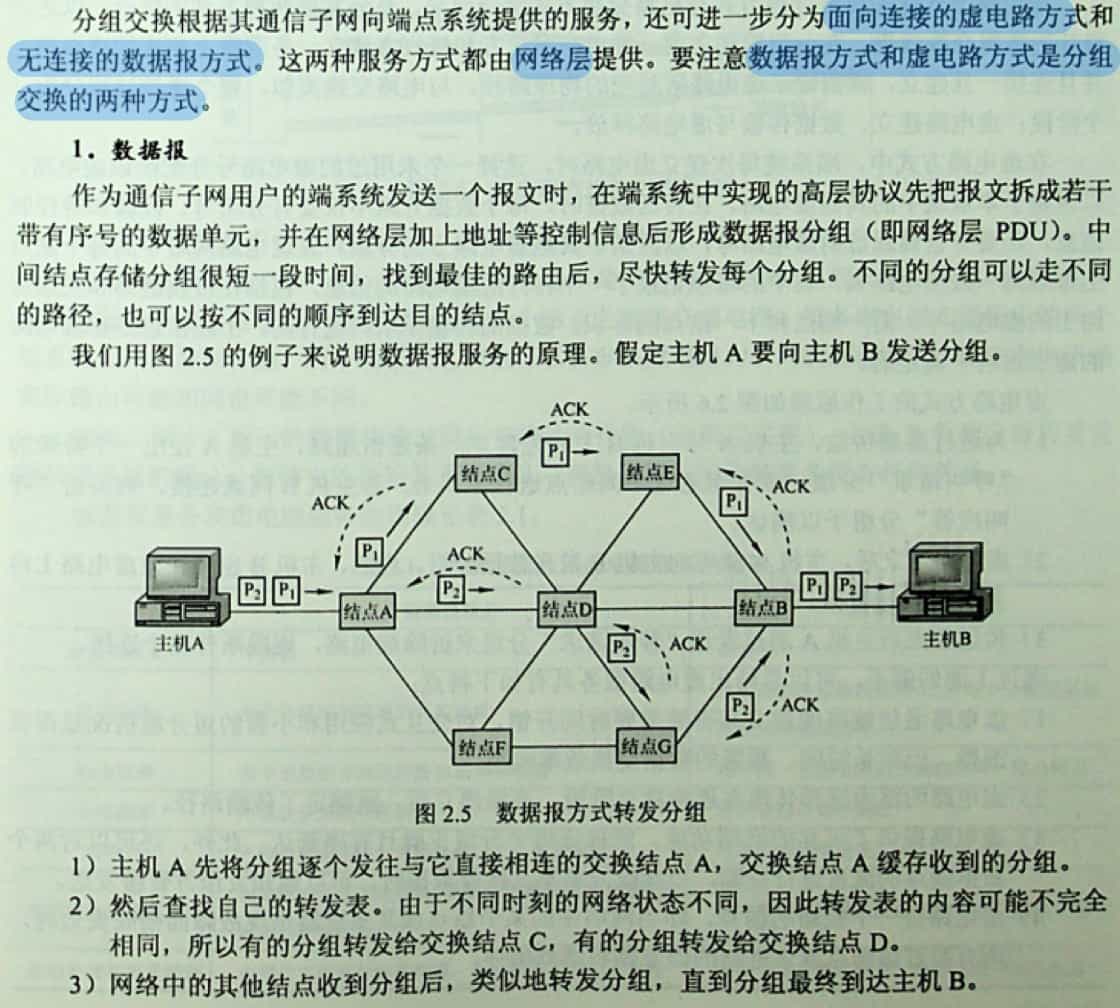 分组交换根据其通信子网向端点系统提供的服务，还可进一步分为面向连接的虚电路方式和
无连接的数据报方式。这两种服务方式都由网络层提供。要注意数据报方式和虚电路方式是分组
交换的两种方式。
1．数据报
作为通信子网用户的端系统发送一个报文时，在端系统中实现的高层协议先把报文拆成若干
带有序号的数据单元，并在网络层加上地址等控制信息后形成数据报分组（即网络层 PDU）。中
间结点存储分组很短一段时间，找到最佳的路由后，尽快转发每个分组。不同的分组可以走不同
的路径，也可以按不同的顺序到达目的结点。
我们用图 2.5 的例子来说明数据报服务的原理。假定主机 A 要向主机 B 发送分组。
ACK
P1
结点C
结点E
ACK
P1
ACK
P1
ACK
P2
P2
P1
结点A
结点D
结点B
P1
P2
主机A
主机B
P2
ACK
P2
ACK
结点F
结点G
图 2.5 数据报方式转发分组
1）主机 A 先将分组逐个发往与它直接相连的交换结点 A，交换结点 A 缓存收到的分组。
2）然后查找自己的转发表。由于不同时刻的网络状态不同，因此转发表的内容可能不完全
相同，所以有的分组转发给交换结点 C，有的分组转发给交换结点 D。
3）网络中的其他结点收到分组后，类似地转发分组，直到分组最终到达主机 B。